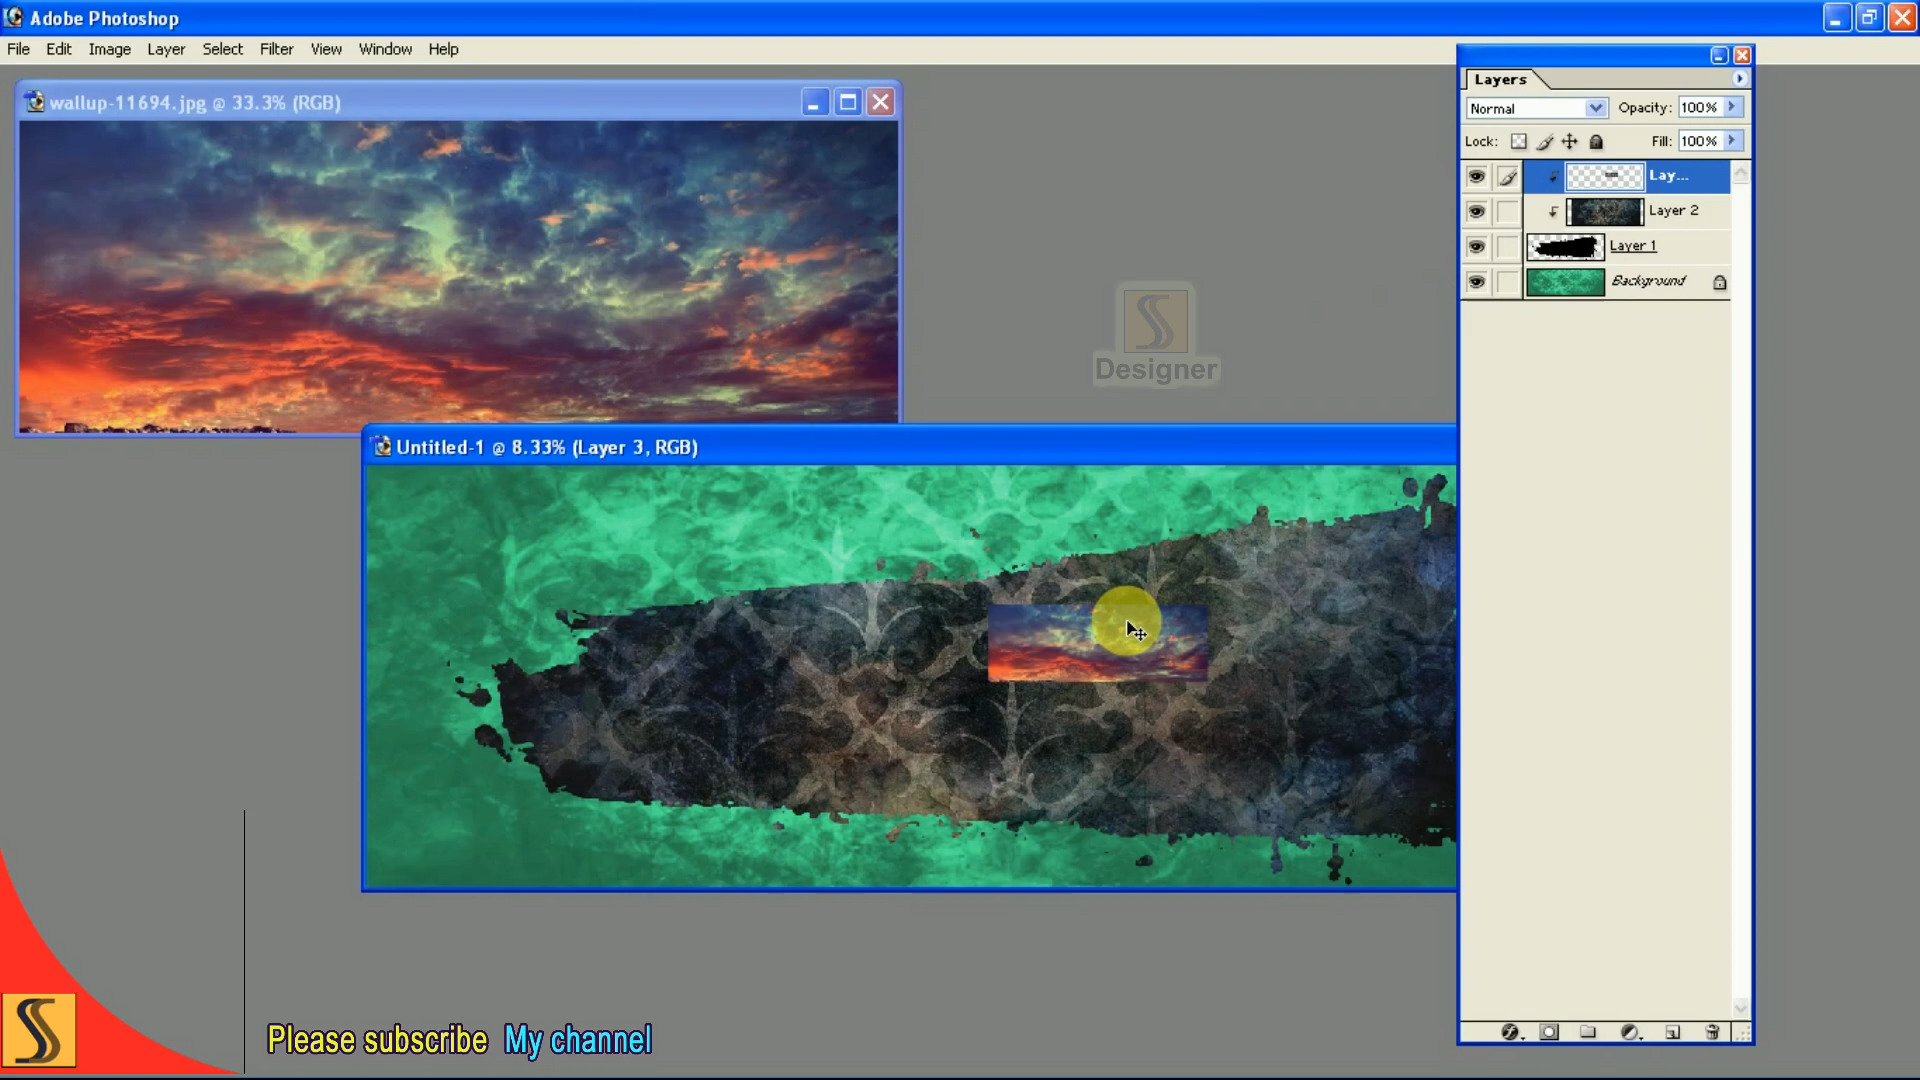 Adobe Photoshop
File Edit Image Layer Select Filter View Window Help
wallup-11694.jpg @ 33.3% (RGB)
Layers
Normal Opacity: 100%
Lock: Fill: 100%
Lay...
Layer 2
Layer 1
Background
S
Designer
Untitled-1 @ 8.33% (Layer 3, RGB)
S
Please subscribe My channel